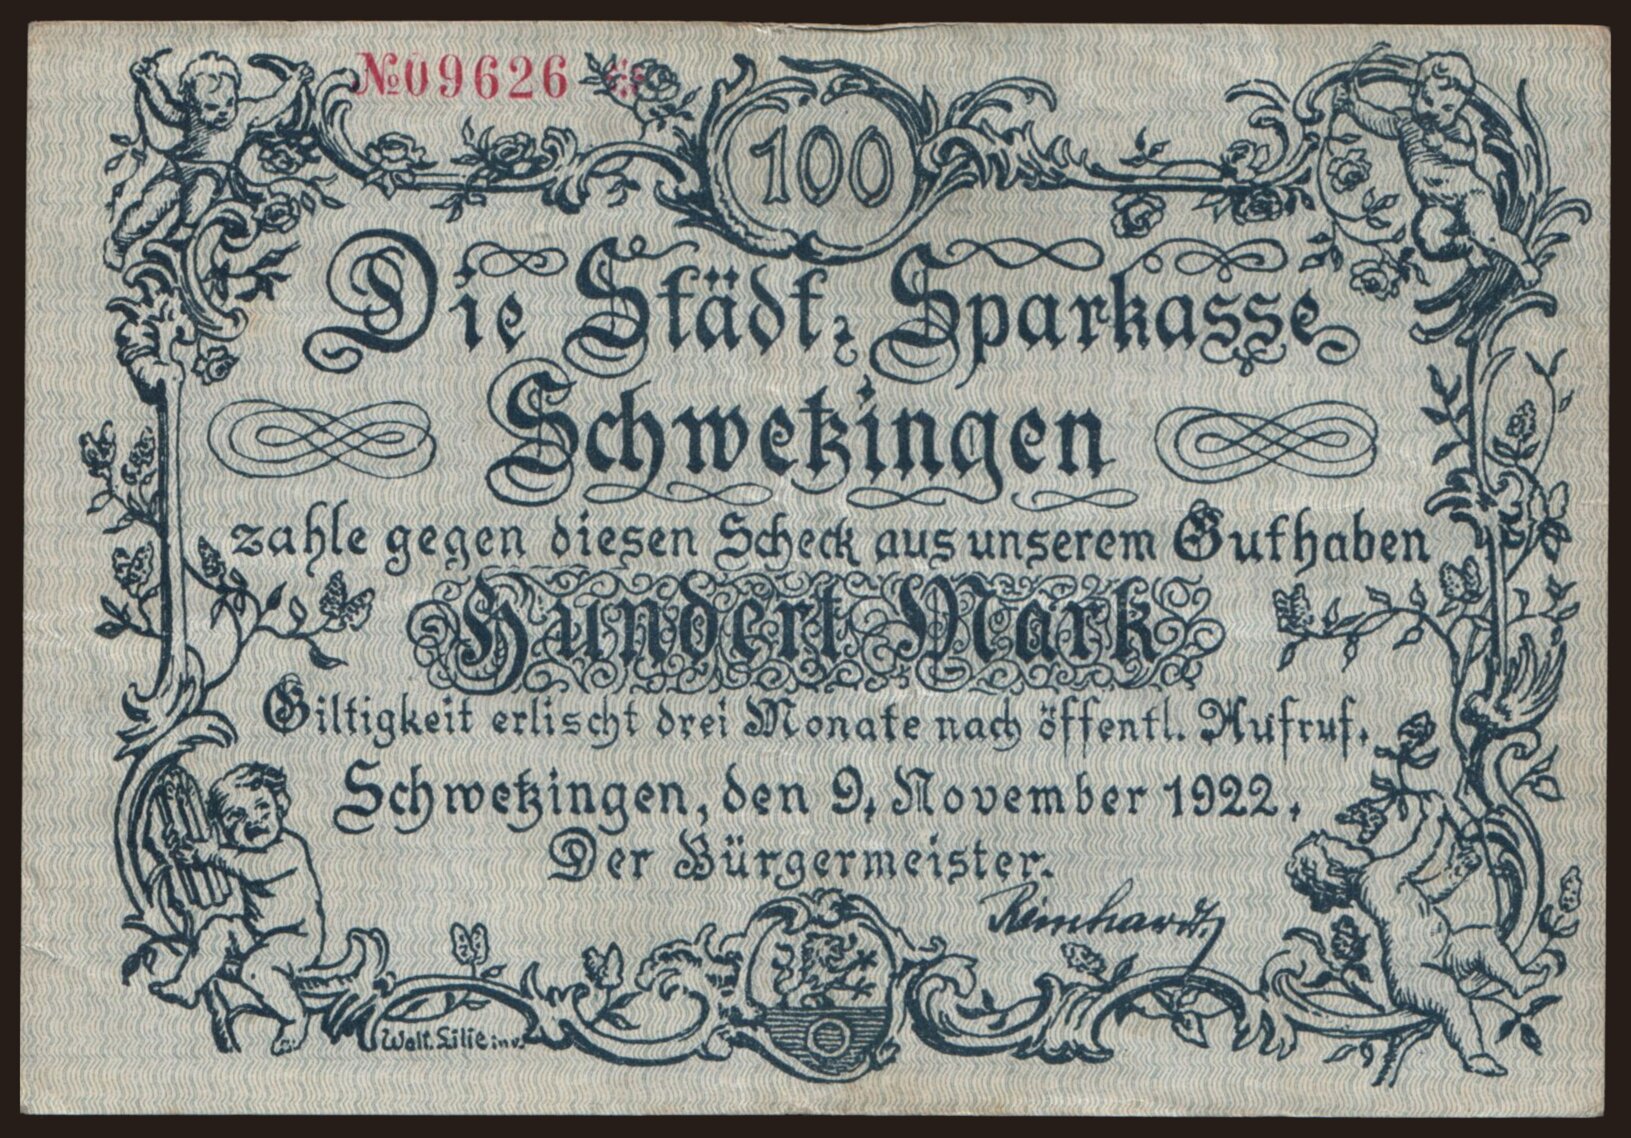 №09626
100
Die Städt. Sparkasse
Schwetzingen
zahle gegen diesen Scheck aus unserem Guthaben
Hundert Mark
Giltigkeit erlischt drei Monate nach öffentl. Aufruf.
Schwetzingen, den 9. November 1922.
Der Bürgermeister.
Reinhardt
Walt. Lilie inv.